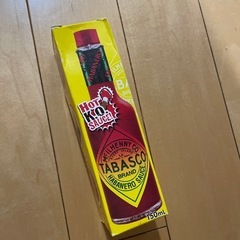 HOT
K.O.
SAUCE!
McILHENNY CO.
TABASCO
BRAND
HABANERO SAUCE
150mL